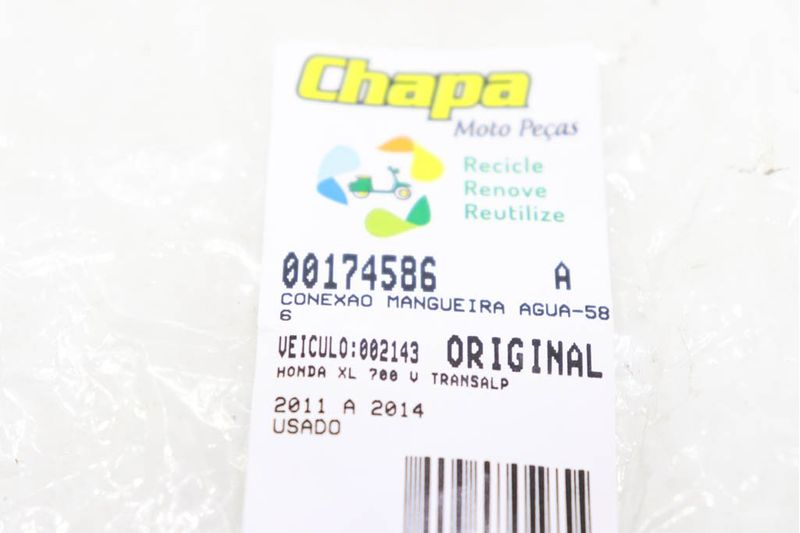 Chapa
Moto Peças
Recicle
Renove
Reutilize
00174586 A
CONEXAO MANGUEIRA AGUA-58
6
VEICULO:002143 ORIGINAL
HONDA XL 700 V TRANSALP
2011 A 2014
USADO